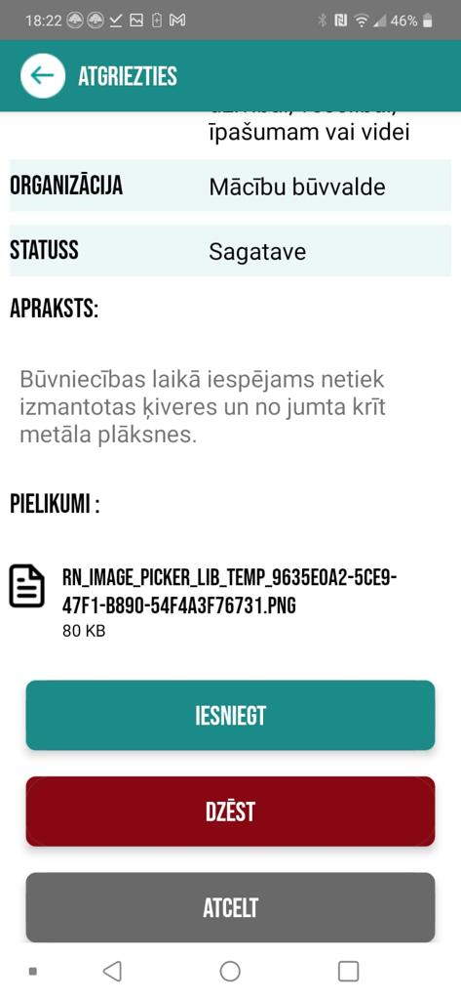 18:22
46%
ATGRIEZTIES
īpašumam vai videi
ORGANIZĀCIJA
Mācību būvvalde
STATUSS
Sagatave
APRAKSTS:
Būvniecības laikā iespējams netiek
izmantotas ķiveres un no jumta krīt
metāla plāksnes.
PIELIKUMI :
RN_IMAGE_PICKER_LIB_TEMP_9635E0A2-5CE9-
47F1-B890-54F4A3F76731.PNG
80 KB
IESNIEGT
DZĒST
ATCELT